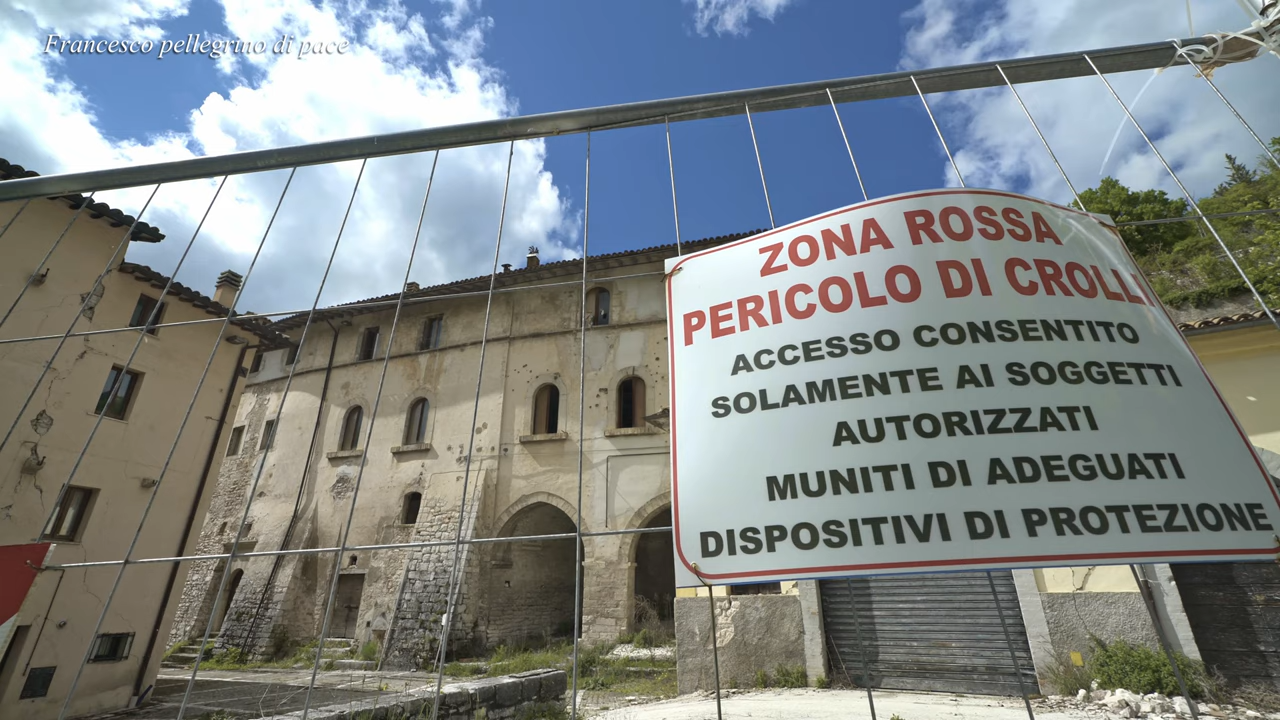 Francesco pellegrino di pace
ZONA ROSSA
PERICOLO DI CROLLI
ACCESSO CONSENTITO
SOLAMENTE AI SOGGETTI
AUTORIZZATI
MUNITI DI ADEGUATI
DISPOSITIVI DI PROTEZIONE